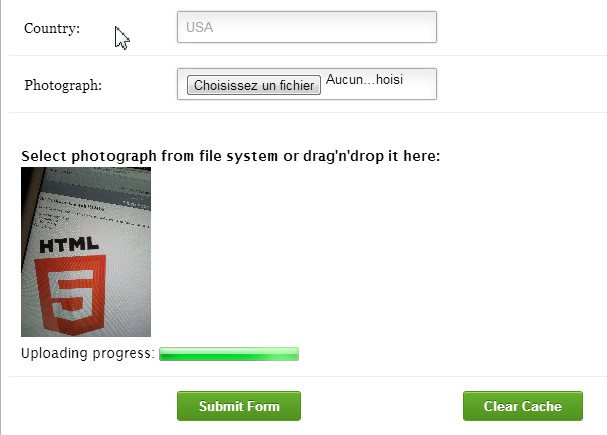 Country:
USA
Photograph:
Choisissez un fichier
Aucun...hoisi
Select photograph from file system or drag'n'drop it here:
HTML
5
Uploading progress:
Submit Form
Clear Cache